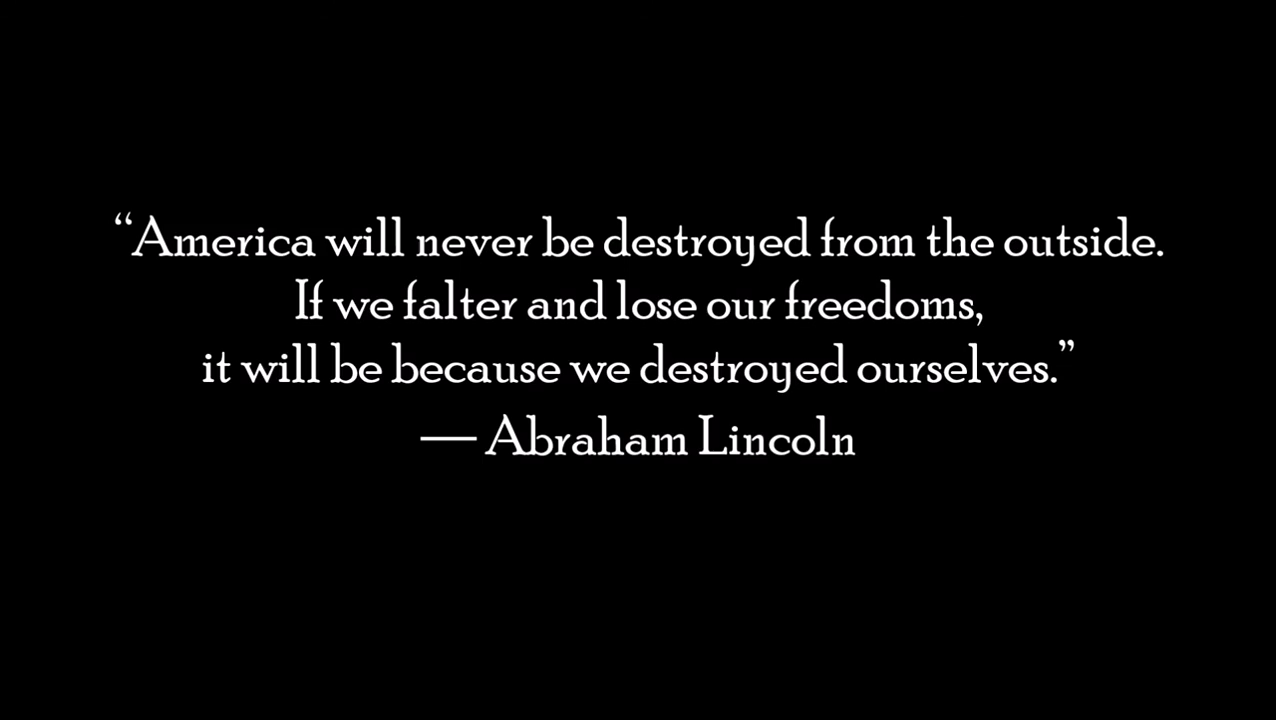 “America will never be destroyed from the outside.
If we falter and lose our freedoms,
it will be because we destroyed ourselves.”
— Abraham Lincoln